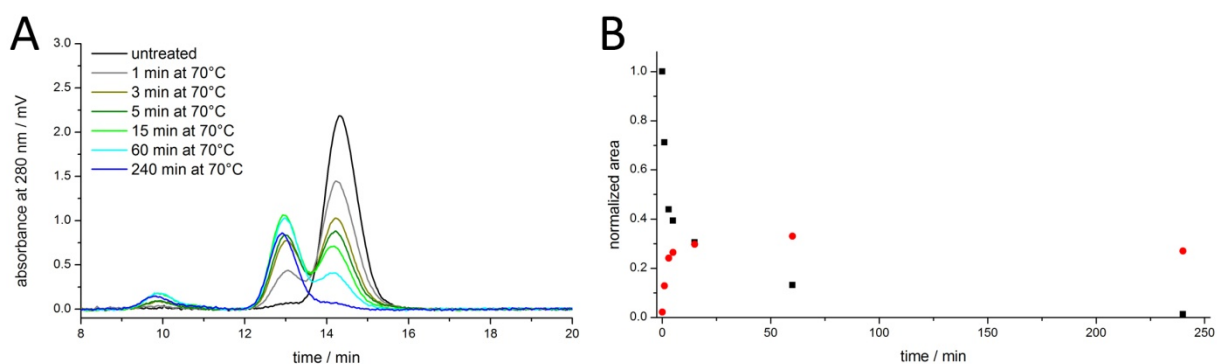 A
absorbance at 280 nm / mV
3.0
2.5
2.0
1.5
1.0
0.5
0.0
untreated
1 min at 70°C
3 min at 70°C
5 min at 70°C
15 min at 70°C
60 min at 70°C
240 min at 70°C
8
10
12
14
16
18
20
time / min
B
normalized area
1.0
0.8
0.6
0.4
0.2
0.0
0
50
75
100
125
150
200
225
250
time / min